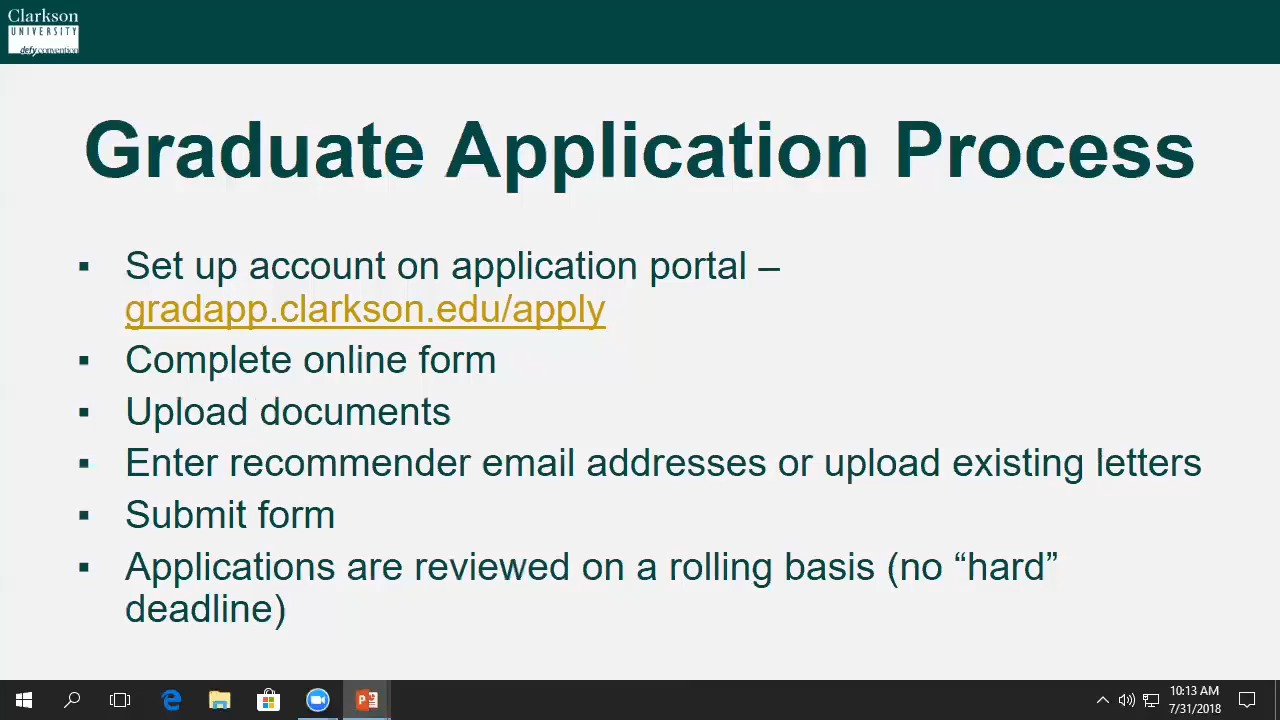 Clarkson
UNIVERSITY
defy convention
Graduate Application Process
▪ Set up account on application portal –
gradapp.clarkson.edu/apply
▪ Complete online form
▪ Upload documents
▪ Enter recommender email addresses or upload existing letters
▪ Submit form
▪ Applications are reviewed on a rolling basis (no “hard”
deadline)
10:13 AM
7/31/2018